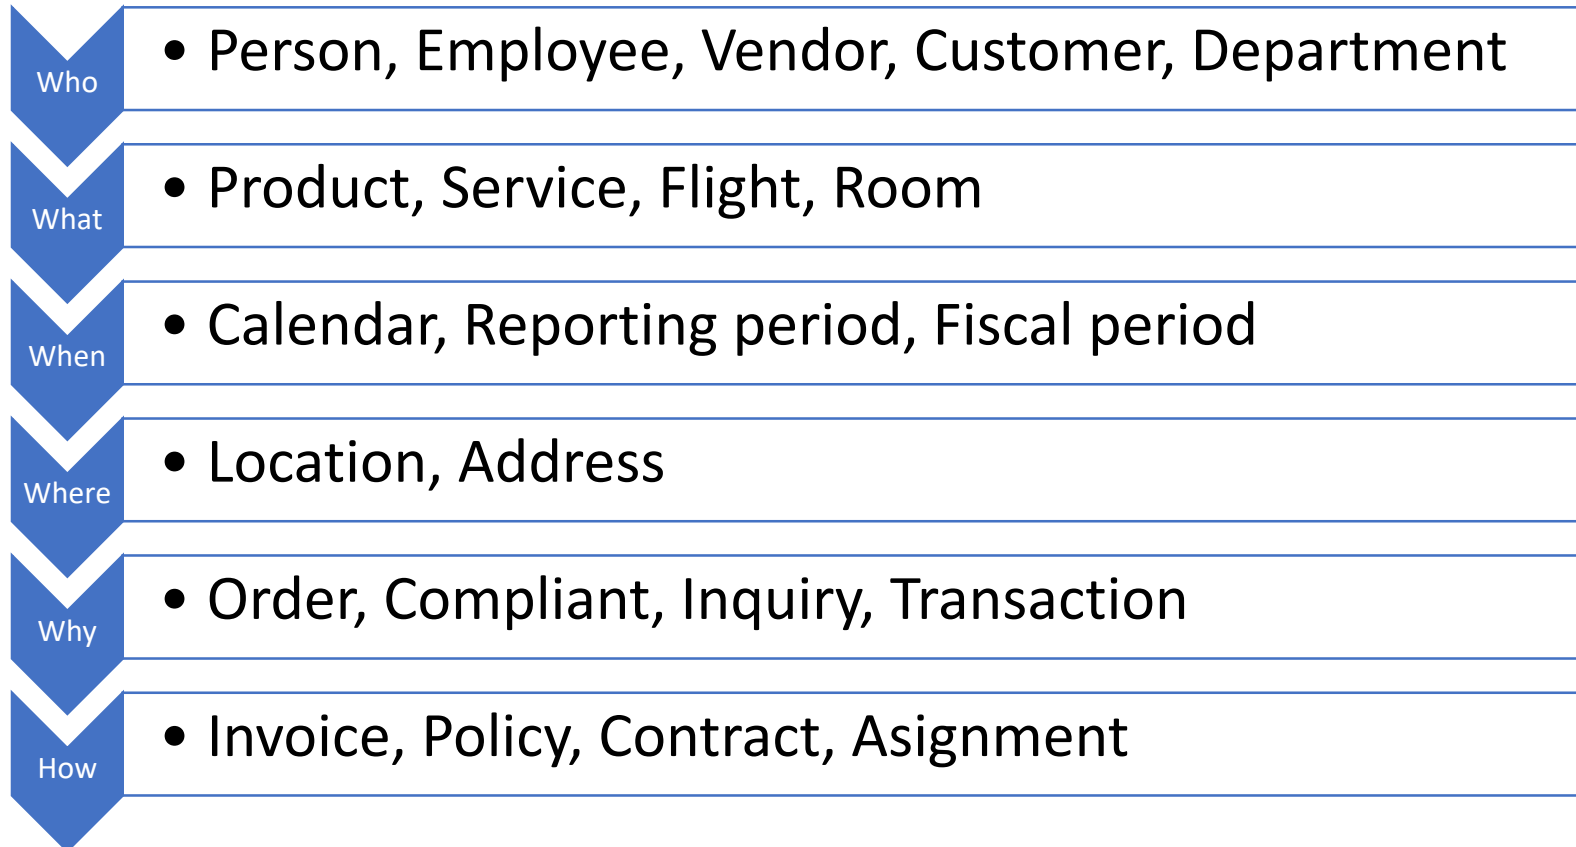 Who
• Person, Employee, Vendor, Customer, Department
What
• Product, Service, Flight, Room
When
• Calendar, Reporting period, Fiscal period
Where
• Location, Address
Why
• Order, Compliant, Inquiry, Transaction
How
• Invoice, Policy, Contract, Asignment